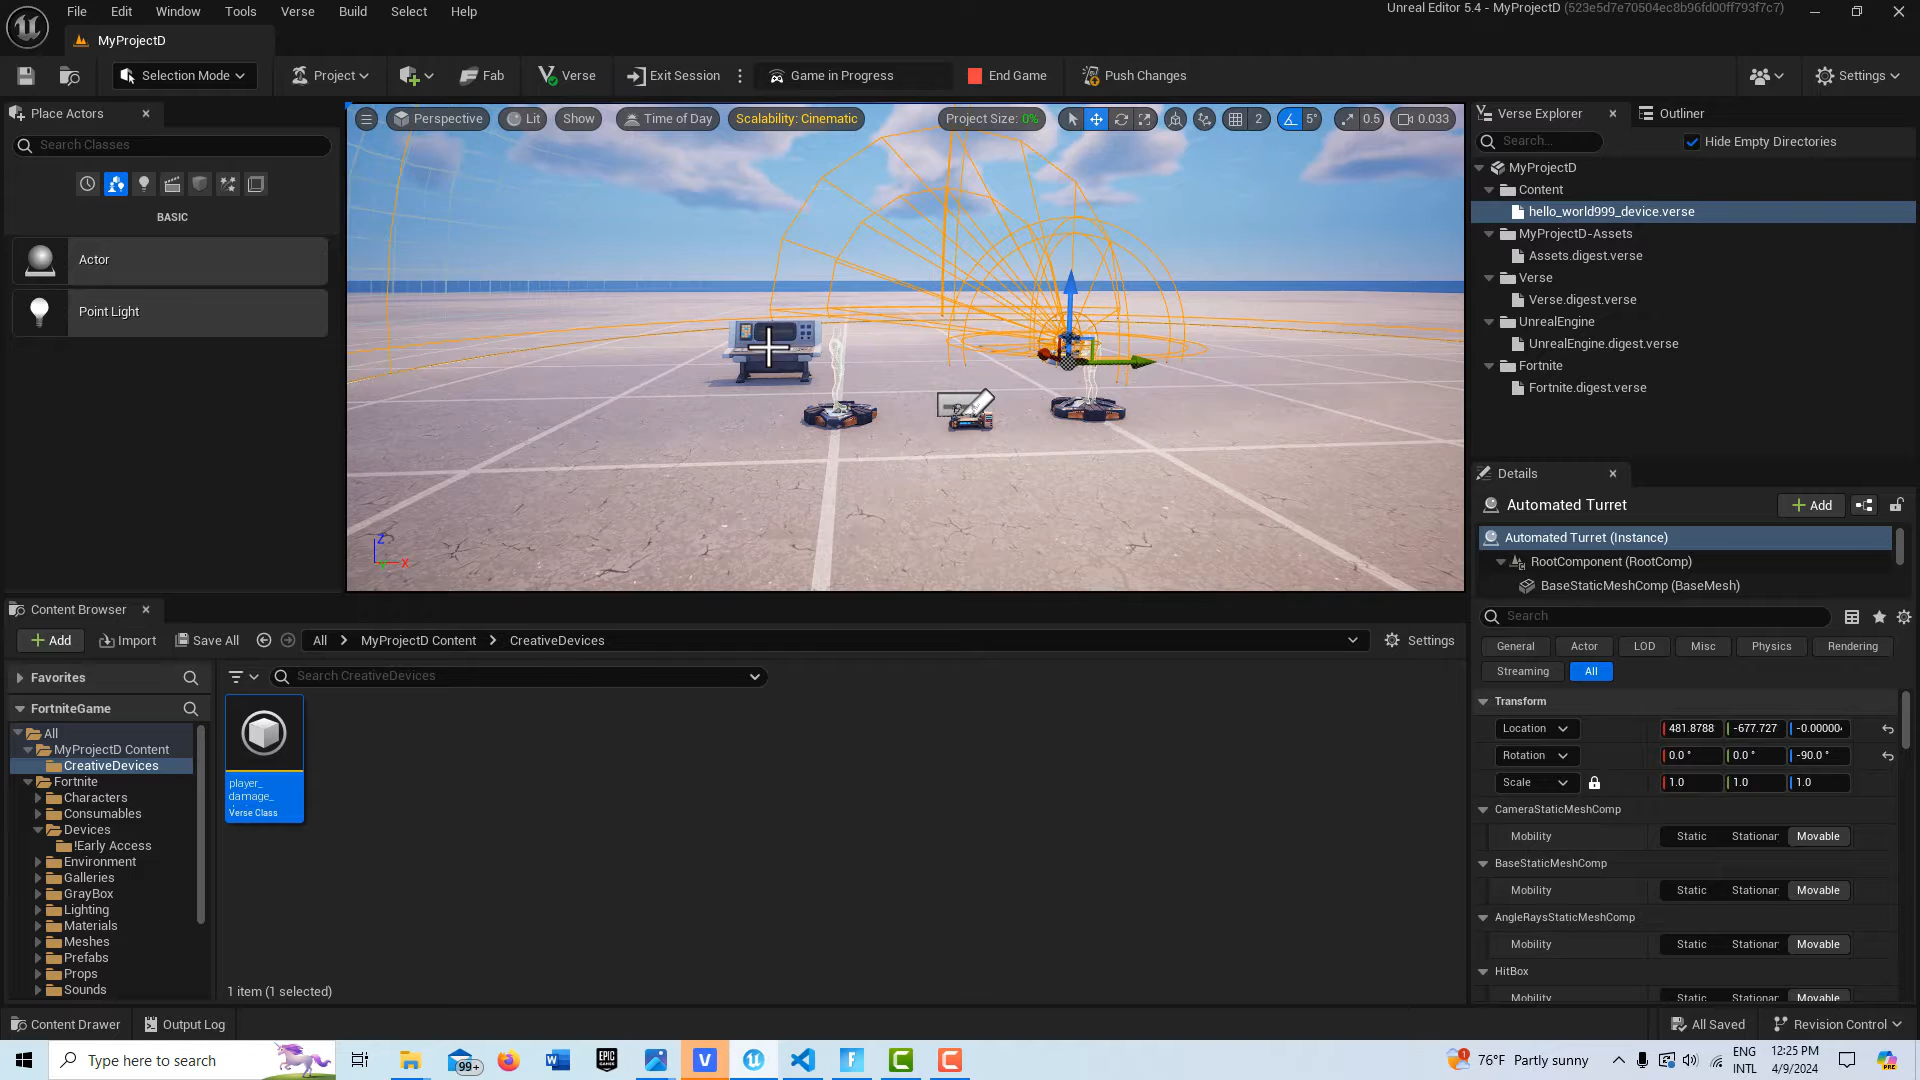 File Edit Window Tools Verse Build Select Help
Unreal Editor 5.4 - MyProjectD (523e5d7e70504ec8b96fd00ff793f7c7)
MyProjectD
Selection Mode Project Fab Verse Exit Session Game in Progress End Game Push Changes Settings
Place Actors
Search Classes
BASIC
Actor
Point Light
Perspective Lit Show Time of Day Scalability: Cinematic Project Size: 0% 2 5° 0.5 0.033
Z
X
Verse Explorer Outliner
Search... Hide Empty Directories
MyProjectD
Content
hello_world999_device.verse
MyProjectD-Assets
Assets.digest.verse
Verse
Verse.digest.verse
UnrealEngine
UnrealEngine.digest.verse
Fortnite
Fortnite.digest.verse
Details
Automated Turret Add
Automated Turret (Instance)
RootComponent (RootComp)
BaseStaticMeshComp (BaseMesh)
Search
General Actor LOD Misc Physics Rendering
Streaming All
Transform
Location 481.8788 -677.727 -0.00000
Rotation 0.0 ° 0.0 ° -90.0 °
Scale 1.0 1.0 1.0
CameraStaticMeshComp
Mobility Static Stationar Movable
BaseStaticMeshComp
Mobility Static Stationar Movable
AngleRaysStaticMeshComp
Mobility Static Stationar Movable
HitBox
Mobility Static Stationar Movable
Content Browser
Add Import Save All All MyProjectD Content CreativeDevices Settings
Favorites
Search CreativeDevices
FortniteGame
All
MyProjectD Content
CreativeDevices
Fortnite
Characters
Consumables
Devices
!Early Access
Environment
Galleries
GrayBox
Lighting
Materials
Meshes
Prefabs
Props
Sounds
player_
damage_
Verse Class
1 item (1 selected)
Content Drawer Output Log All Saved Revision Control
Type here to search 99+ EPIC GAMES 1 76°F Partly sunny ENG INTL 12:25 PM 4/9/2024